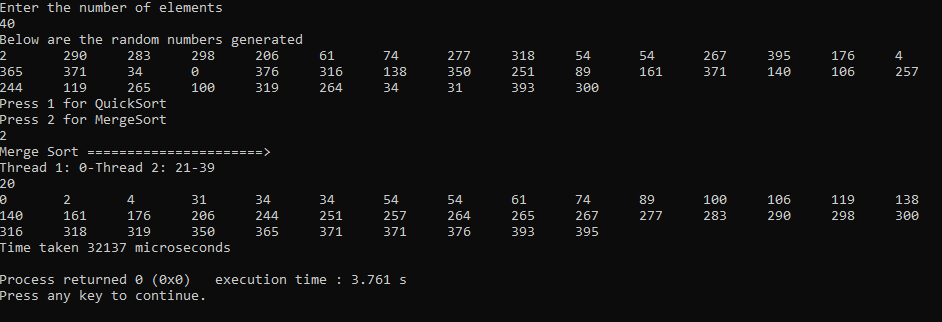 Enter the number of elements
40
Below are the random numbers generated
2 290 283 298 206 61 74 277 318 54 54 267 395 176 4
365 371 34 0 376 316 138 350 251 89 161 371 140 106 257
244 119 265 100 319 264 34 31 393 300
Press 1 for QuickSort
Press 2 for MergeSort
2
Merge Sort ======================>
Thread 1: 0-Thread 2: 21-39
20
0 2 4 31 34 34 54 54 61 74 89 100 106 119 138
140 161 176 206 244 251 257 264 265 267 277 283 290 298 300
316 318 319 350 365 371 371 376 393 395
Time taken 32137 microseconds
Process returned 0 (0x0) execution time : 3.761 s
Press any key to continue.